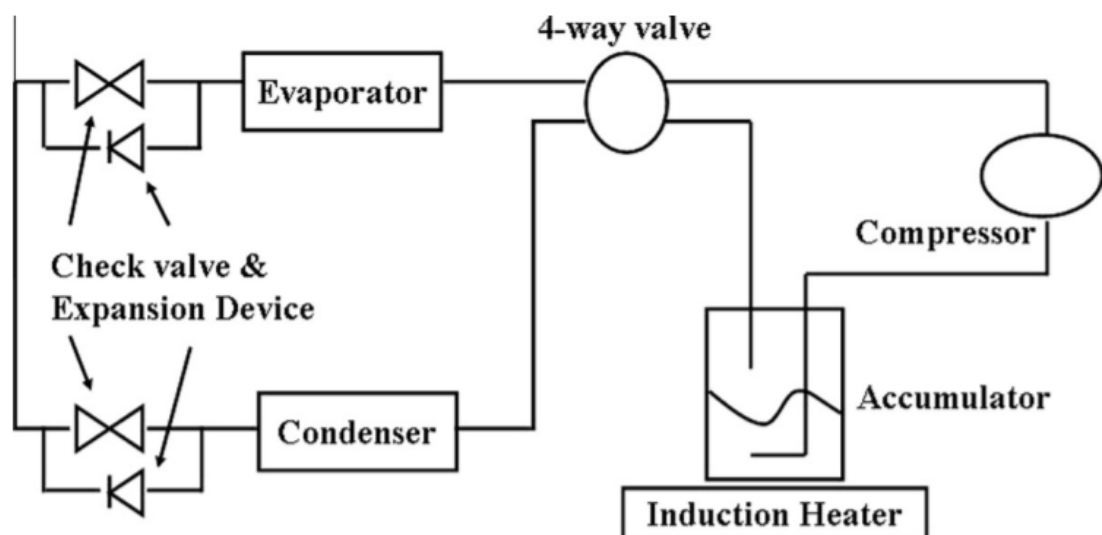 4-way valve
Evaporator
Compressor
Check valve &
Expansion Device
Accumulator
Condenser
Induction Heater